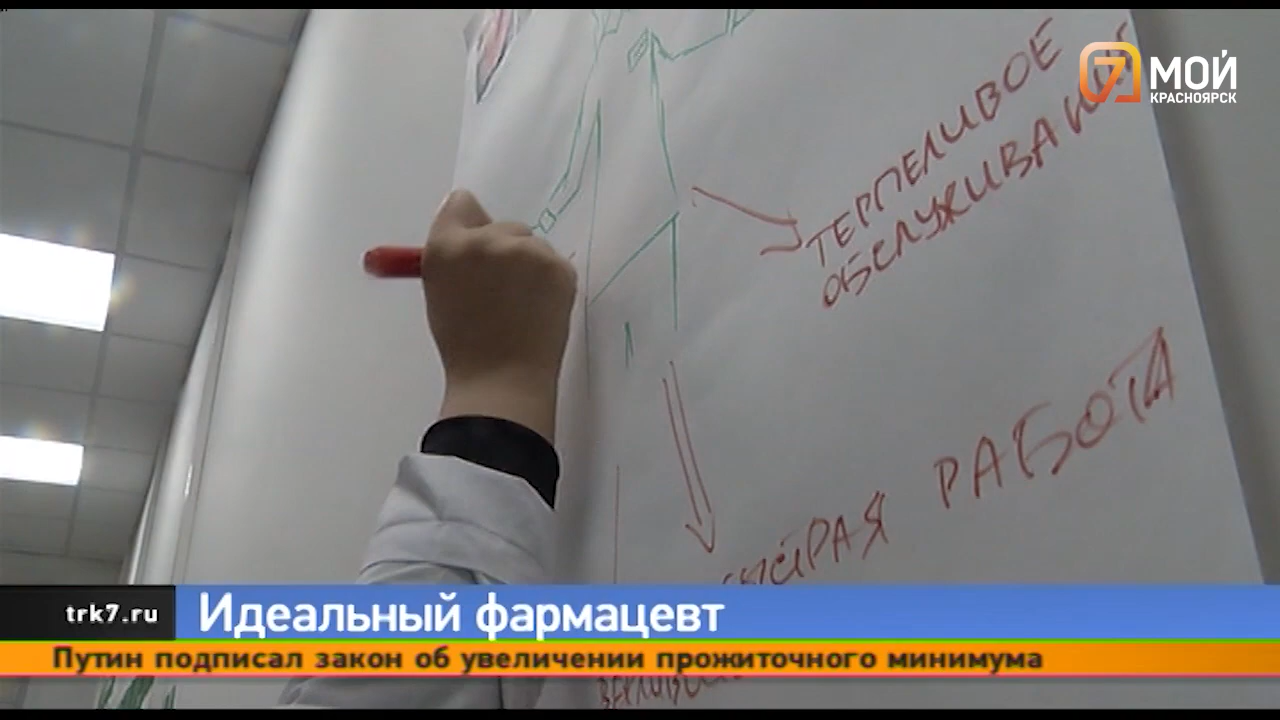 МОЙ
КРАСНОЯРСК
ТЕРПЕЛИВОЕ
ОБСЛУЖИВАНИЕ
РАБОТА
trk7.ru
Идеальный фармацевт
Путин подписал закон об увеличении прожиточного минимума